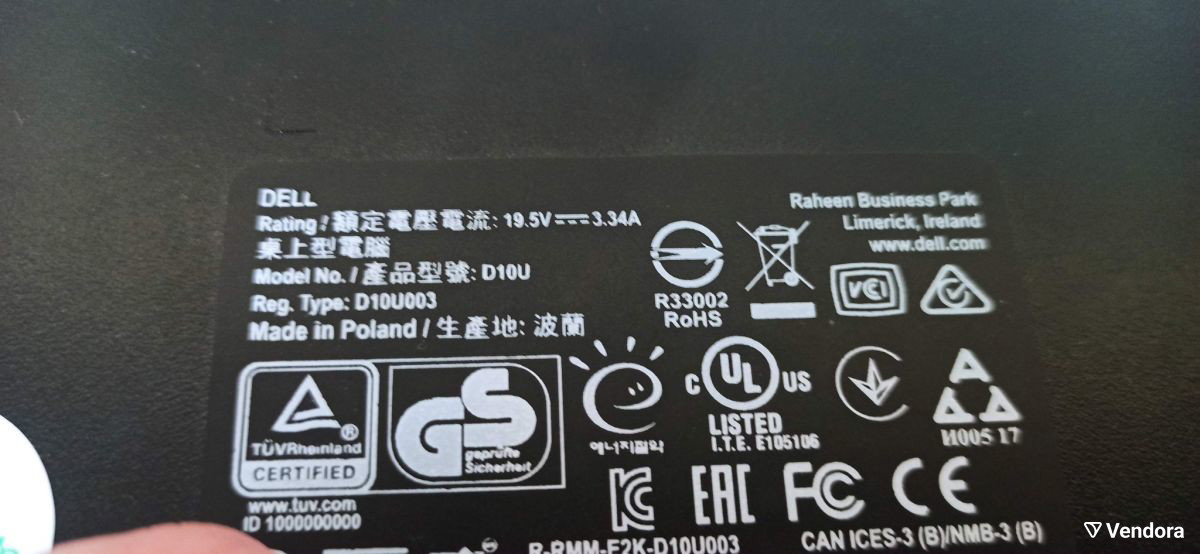 DELL
Rating / 額定電壓電流: 19.5V 3.34A
桌上型電腦
Model No. / 產品型號: D10U
Reg. Type: D10U003
Made in Poland / 生產地: 波蘭
Raheen Business Park
Limerick, Ireland
www.dell.com
R33002
RoHS
VCI
TÜVRheinland
CERTIFIED
www.tuv.com
ID 1000000000
GS
geprüfte
Sicherheit
에너지절약
C UL US
LISTED
I.T.E. E105106
И005 17
EAC FC CE
R-RMM-E2K-D10U003
CAN ICES-3 (B)/NMB-3 (B)
Vendora